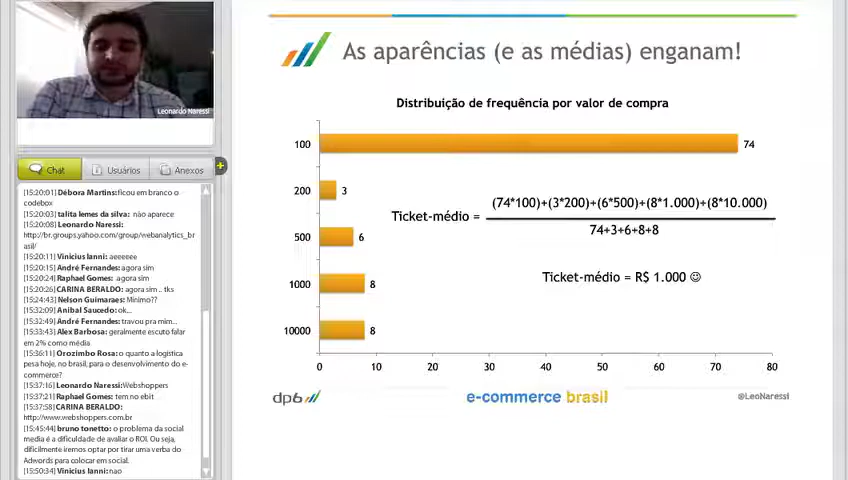 Leonardo Naressi
Chat
Usuários
Anexos
[15:20:01] Débora Martins: ficou em branco o
codebox
[15:20:03] talita lemes da silva: não aparece
[15:20:08] Leonardo Naressi:
http://br.groups.yahoo.com/group/webanalytics_br
asil/
[15:20:11] Vinicius Ianni: aeeeeee
[15:20:15] André Fernandes: agora sim
[15:20:24] Raphael Gomes: agora sim
[15:20:26] CARINA BERALDO: agora sim .. tks
[15:24:43] Nelson Guimaraes: Mínimo??
[15:32:09] Anibal Saucedo: ok...
[15:32:49] André Fernandes: travou pra mim...
[15:33:43] Alex Barbosa: geralmente escuto falar
em 2% como média
[15:36:11] Orozimbo Rosa: o quanto a logística
pesa hoje, no brasil, para o desenvolvimento do e-
commerce?
[15:37:16] Leonardo Naressi: Webshoppers
[15:37:21] Raphael Gomes: tem no ebit
[15:37:58] CARINA BERALDO:
http://www.webshoppers.com.br
[15:45:44] bruno tonetto: o problema da social
media é a dificuldade de avaliar o ROI. Ou seja,
dificilmente iremos optar por tirar uma verba do
Adwords para colocar em social.
[15:50:34] Vinicius Ianni: nao
As aparências (e as médias) enganam!
Distribuição de frequência por valor de compra
100
74
200
3
500
6
1000
8
10000
8
0 10 20 30 40 50 60 70 80
(74*100)+(3*200)+(6*500)+(8*1.000)+(8*10.000)
Ticket-médio =
74+3+6+8+8
Ticket-médio = R$ 1.000 ☺
dp6
e-commerce brasil
@LeoNaressi